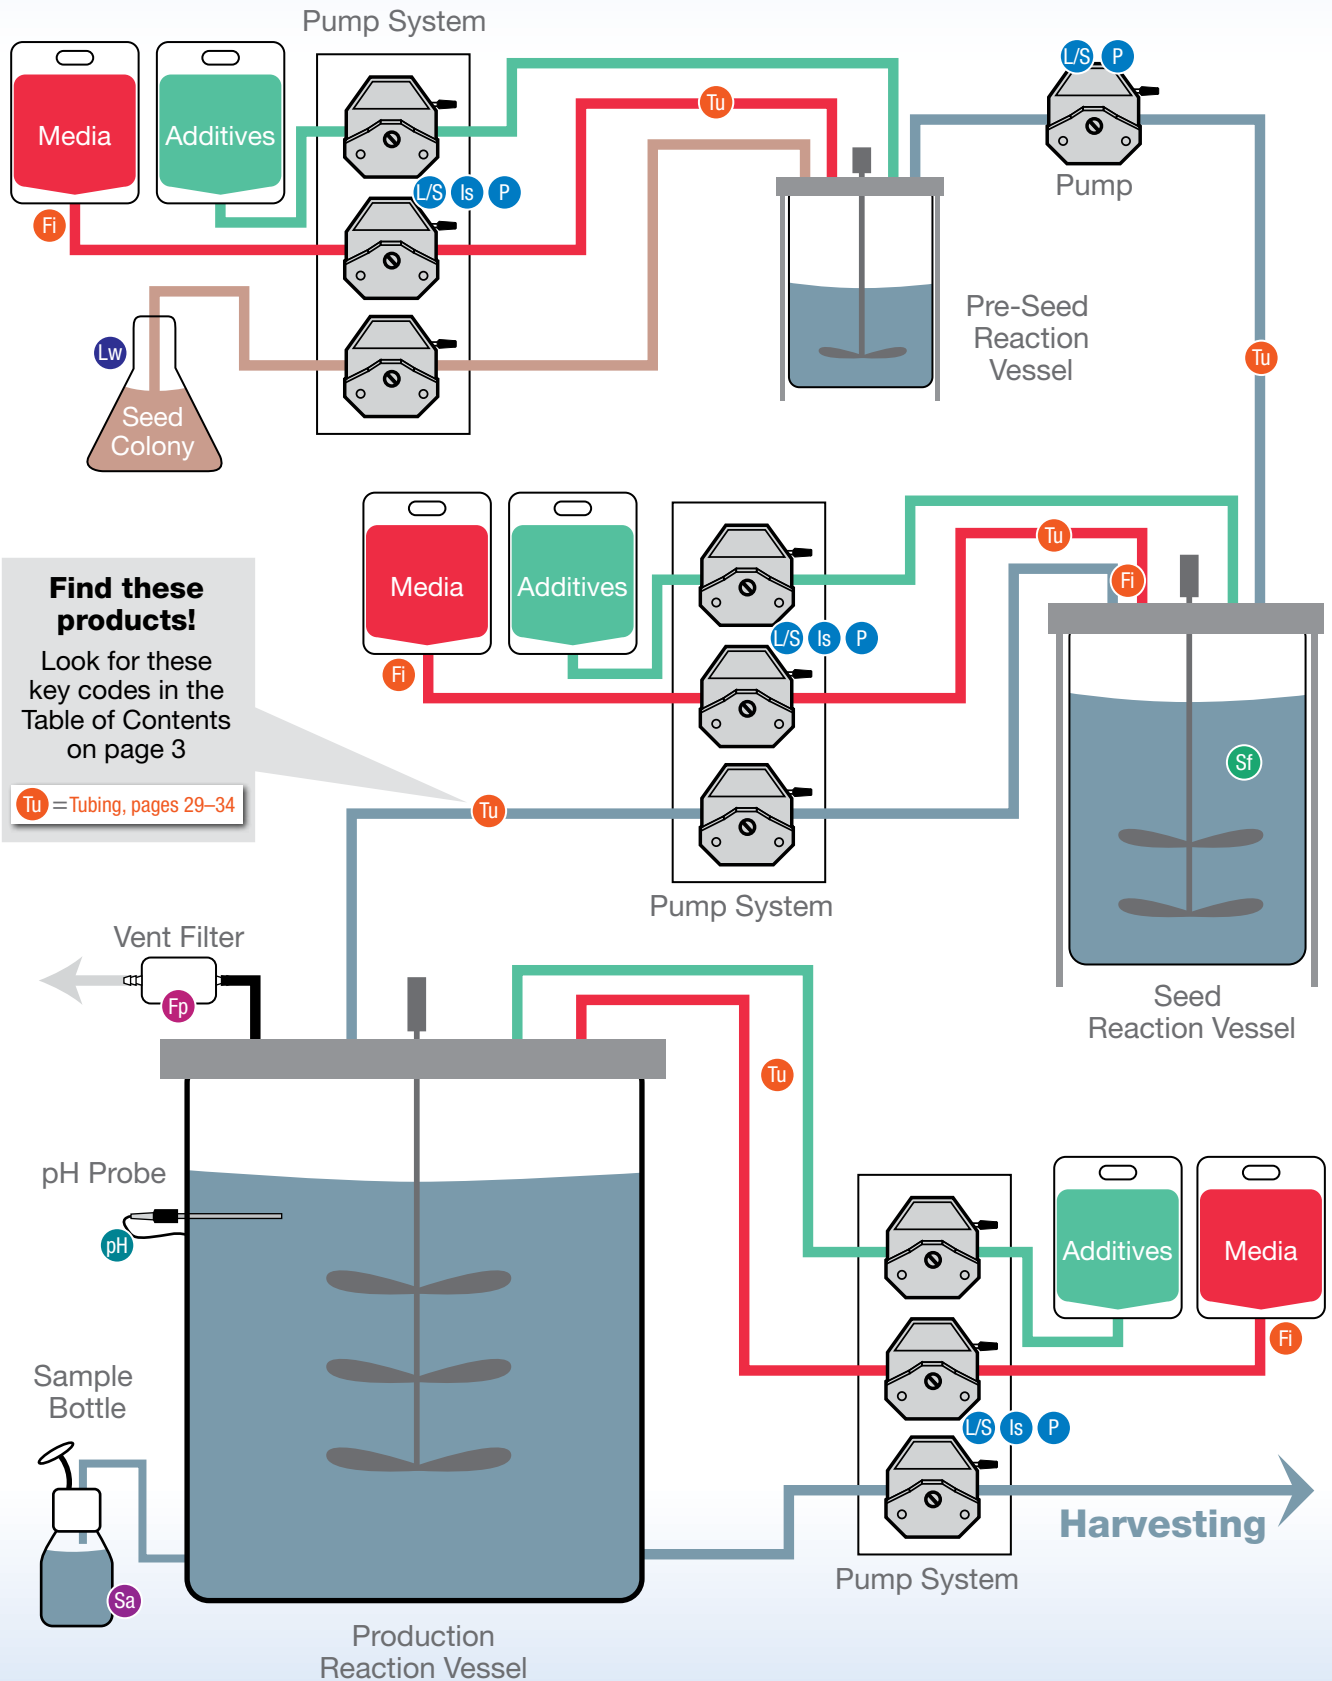 Pump System
Media
Additives
L/S
P
Tu
Pump
L/S
Is
P
Fi
Pre-Seed
Reaction
Vessel
Lw
Tu
Seed
Colony
Media
Additives
Tu
Fi
Find these
products!
Look for these
key codes in the
Table of Contents
on page 3
Tu = Tubing, pages 29–34
L/S
Is
P
Fi
Sf
Tu
Pump System
Vent Filter
Fp
Seed
Reaction Vessel
Tu
pH Probe
pH
Additives
Media
Fi
Sample
Bottle
L/S
Is
P
Harvesting
Sa
Pump System
Production
Reaction Vessel